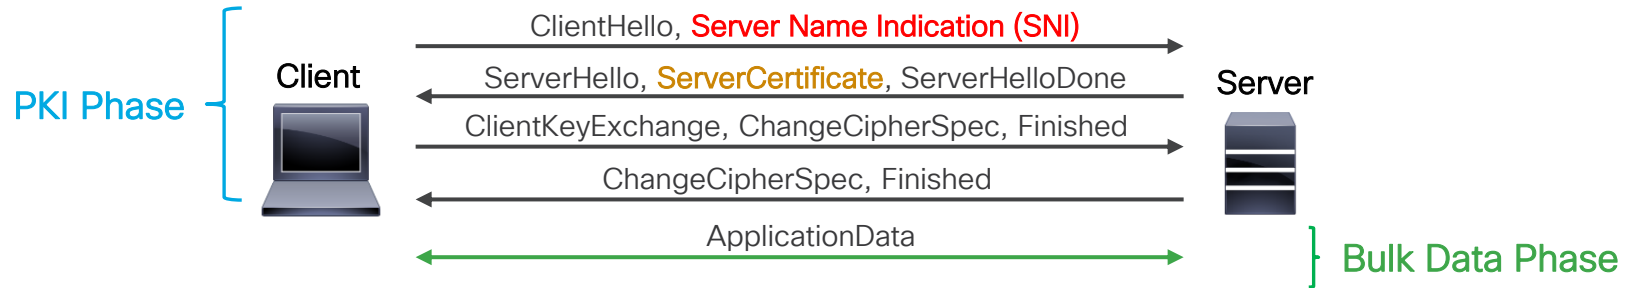 ClientHello, Server Name Indication (SNI)
Client
ServerHello, ServerCertificate, ServerHelloDone
Server
PKI Phase
ClientKeyExchange, ChangeCipherSpec, Finished
ChangeCipherSpec, Finished
ApplicationData
Bulk Data Phase